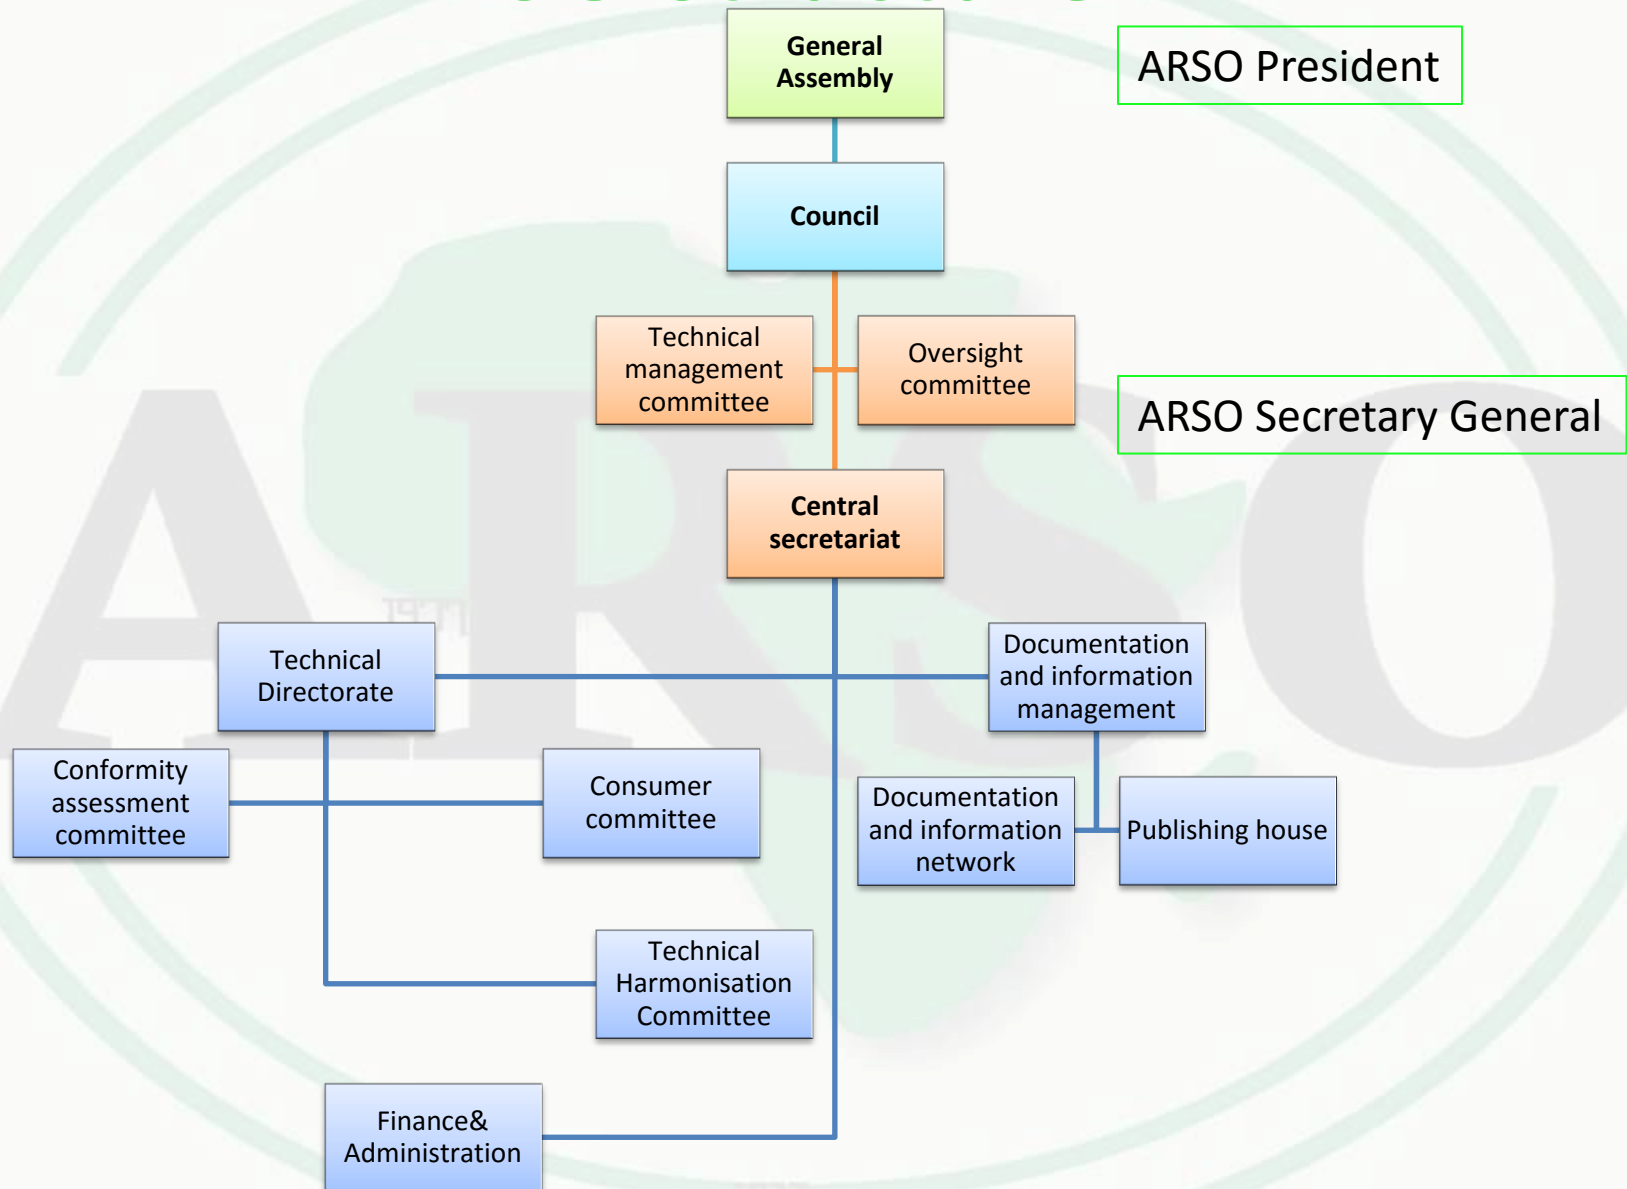 General
Assembly
ARSO President
Council
Technical
management
committee
Oversight
committee
ARSO Secretary General
Central
secretariat
Technical
Directorate
Documentation
and information
management
Conformity
assessment
committee
Consumer
committee
Documentation
and information
network
Publishing house
Technical
Harmonisation
Committee
Finance&
Administration
ARSO